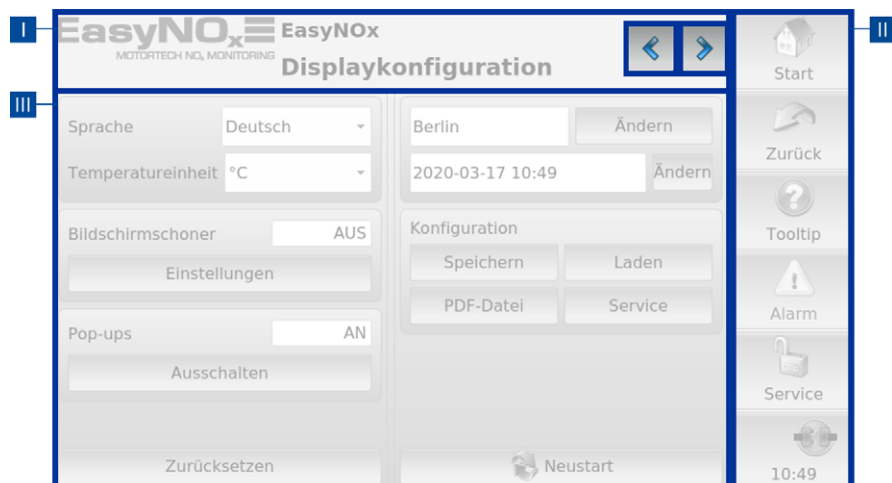 I
EasyNOx
MOTORTECH NOx MONITORING
EasyNOx
Displaykonfiguration
II
Start
III
Sprache
Deutsch
Temperatureinheit
°C
Berlin
Ändern
2020-03-17 10:49
Ändern
Zurück
Bildschirmschoner
AUS
Einstellungen
Konfiguration
Speichern
Laden
PDF-Datei
Service
Tooltip
Pop-ups
AN
Ausschalten
Alarm
Service
Zurücksetzen
Neustart
10:49